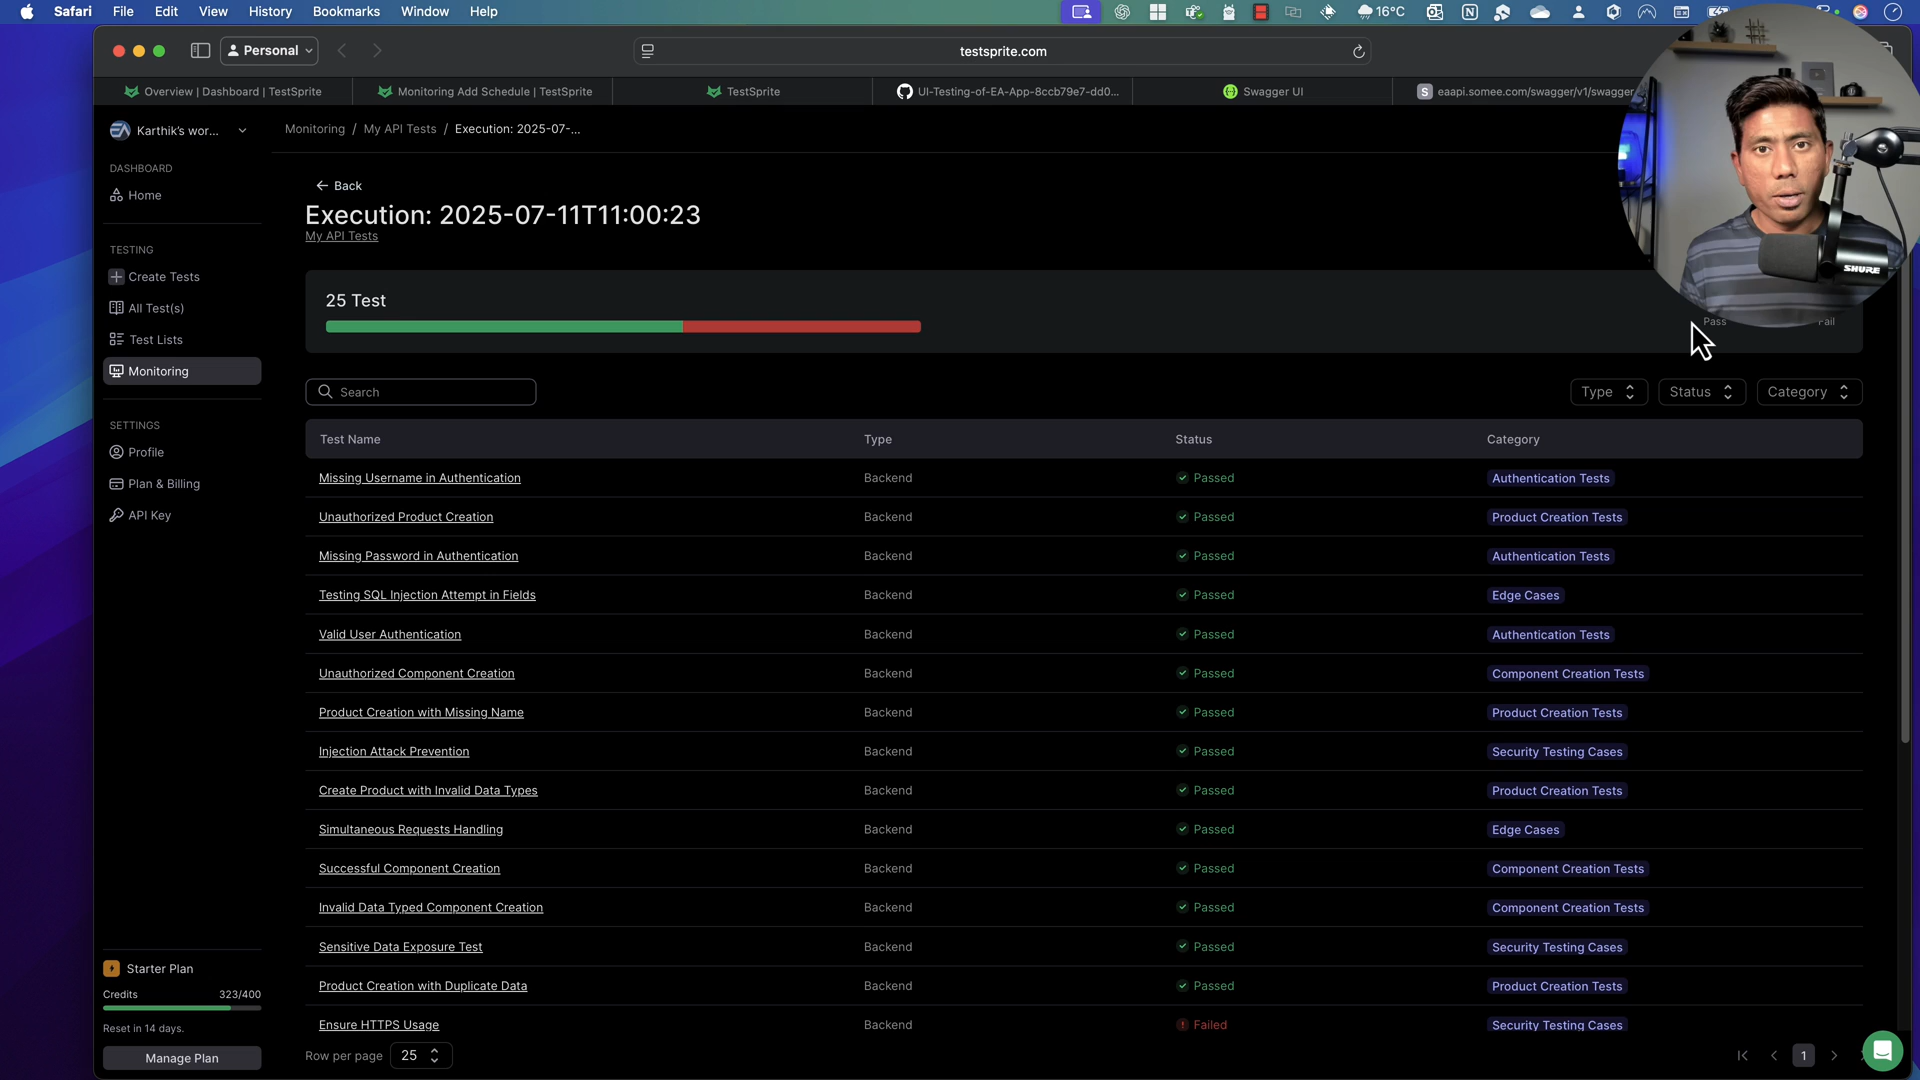 Safari File Edit View History Bookmarks Window Help 16°C
Personal testsprite.com
Overview | Dashboard | TestSprite Monitoring Add Schedule | TestSprite TestSprite UI-Testing-of-EA-App-8ccb79e7-dd0... Swagger UI S eaapi.somee.com/swagger/v1/swagger
Karthik's wor... Monitoring / My API Tests / Execution: 2025-07-...
DASHBOARD
Home
TESTING
Create Tests
All Test(s)
Test Lists
Monitoring
SETTINGS
Profile
Plan & Billing
API Key
Starter Plan
Credits 323/400
Reset in 14 days.
Manage Plan
Back
Execution: 2025-07-11T11:00:23
My API Tests
25 Test
Pass Fail
Search Type Status Category
Test Name Type Status Category
Missing Username in Authentication Backend Passed Authentication Tests
Unauthorized Product Creation Backend Passed Product Creation Tests
Missing Password in Authentication Backend Passed Authentication Tests
Testing SQL Injection Attempt in Fields Backend Passed Edge Cases
Valid User Authentication Backend Passed Authentication Tests
Unauthorized Component Creation Backend Passed Component Creation Tests
Product Creation with Missing Name Backend Passed Product Creation Tests
Injection Attack Prevention Backend Passed Security Testing Cases
Create Product with Invalid Data Types Backend Passed Product Creation Tests
Simultaneous Requests Handling Backend Passed Edge Cases
Successful Component Creation Backend Passed Component Creation Tests
Invalid Data Typed Component Creation Backend Passed Component Creation Tests
Sensitive Data Exposure Test Backend Passed Security Testing Cases
Product Creation with Duplicate Data Backend Passed Product Creation Tests
Ensure HTTPS Usage Backend Failed Security Testing Cases
Row per page 25 1
SHURE